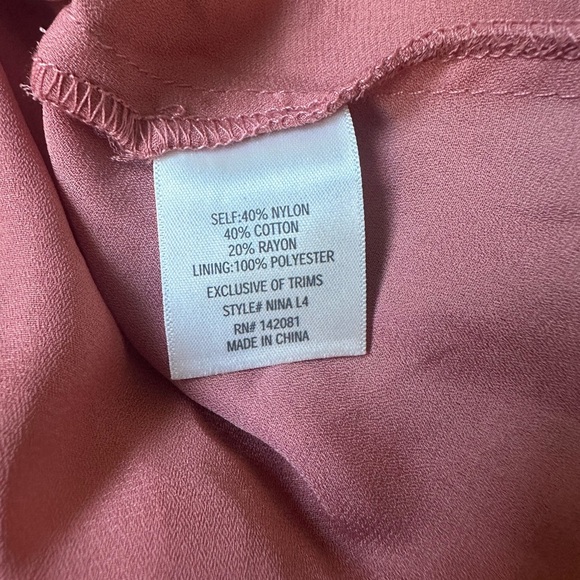 SELF:40% NYLON
40% COTTON
20% RAYON
LINING:100% POLYESTER
EXCLUSIVE OF TRIMS
STYLE# NINA L4
RN# 142081
MADE IN CHINA